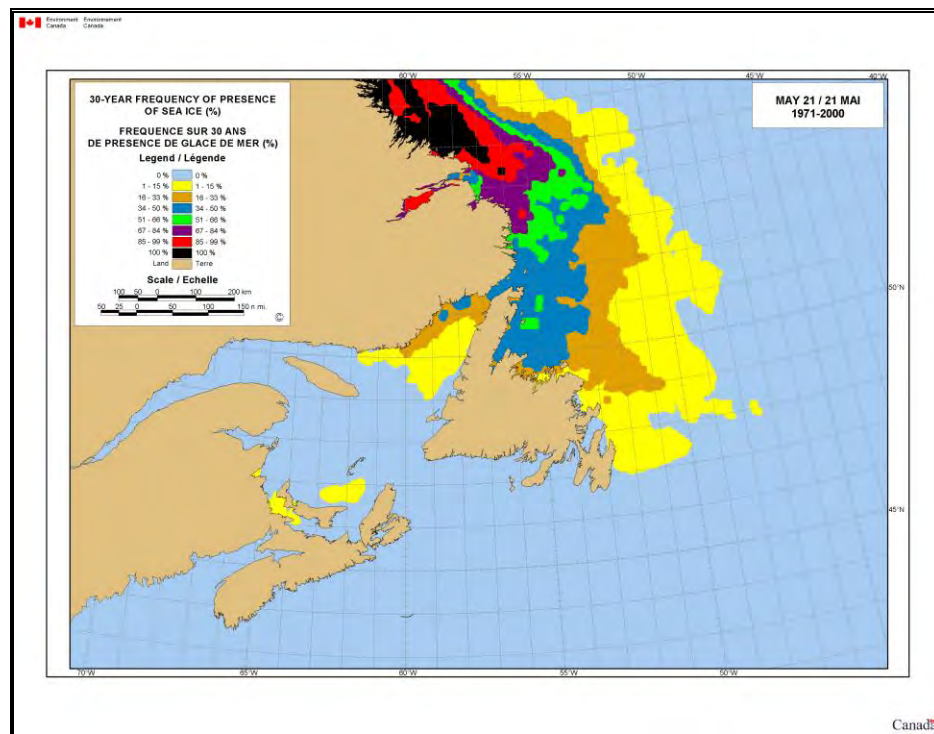 Environment Environnement
Canada Canada
60°W 55°W 50°W 45°W 40°W
30-YEAR FREQUENCY OF PRESENCE
OF SEA ICE (%)
FREQUENCE SUR 30 ANS
DE PRESENCE DE GLACE DE MER (%)
Legend / Légende
0 % 0 %
1 - 15 % 1 - 15 %
16 - 33 % 16 - 33 %
34 - 50 % 34 - 50 %
51 - 66 % 51 - 66 %
67 - 84 % 67 - 84 %
85 - 99 % 85 - 99 %
100 % 100 %
Land Terre
Scale / Echelle
100 50 0 100 200 km
50 25 0 50 100 150 n mi.
©
MAY 21 / 21 MAI
1971-2000
50°N
45°N
70°W 65°W 60°W 55°W 50°W
Canada